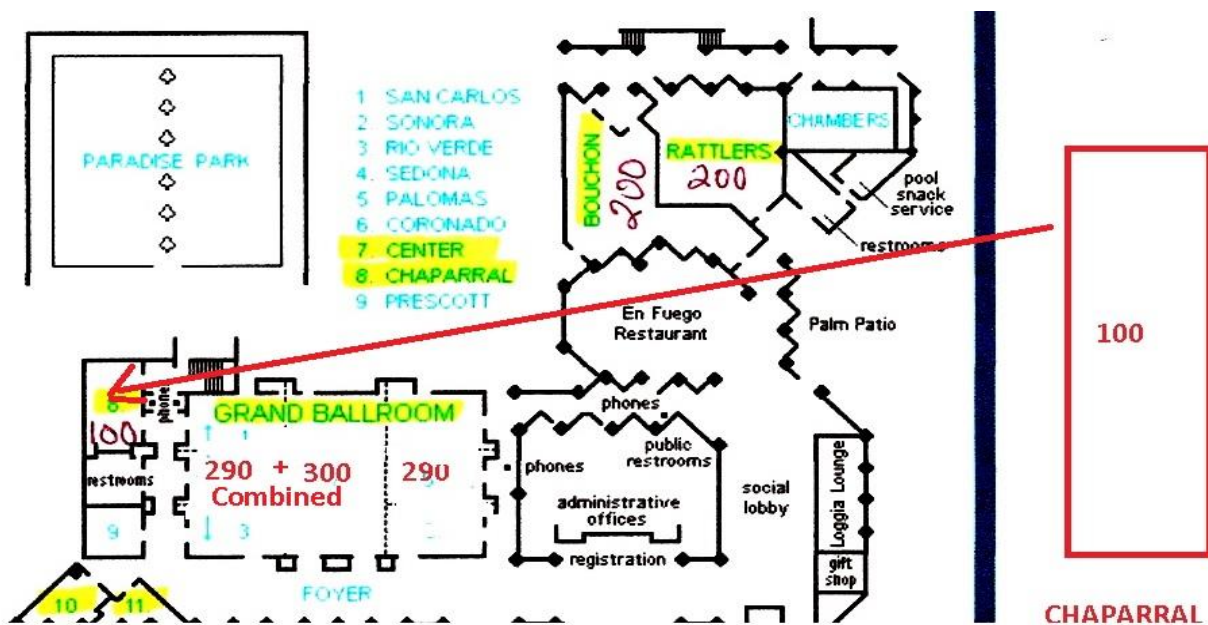 PARADISE PARK
1 SAN CARLOS
2 SONORA
3 RIO VERDE
4. SEDONA
5 PALOMAS
6 CORONADO
7. CENTER
8. CHAPARRAL
9 PRESCOTT
BOUCHON
200
RATTLERS
200
CHAMBERS
pool
snack
service
restrooms
En Fuego
Restaurant
Palm Patio
100
8
100
phone
restrooms
9
GRAND BALLROOM
1
290 + 300
Combined
290
3
phones
public
restrooms
phones
administrative
offices
registration
social
lobby
Loggia Lounge
gift
shop
10
11.
FOYER
CHAPARRAL